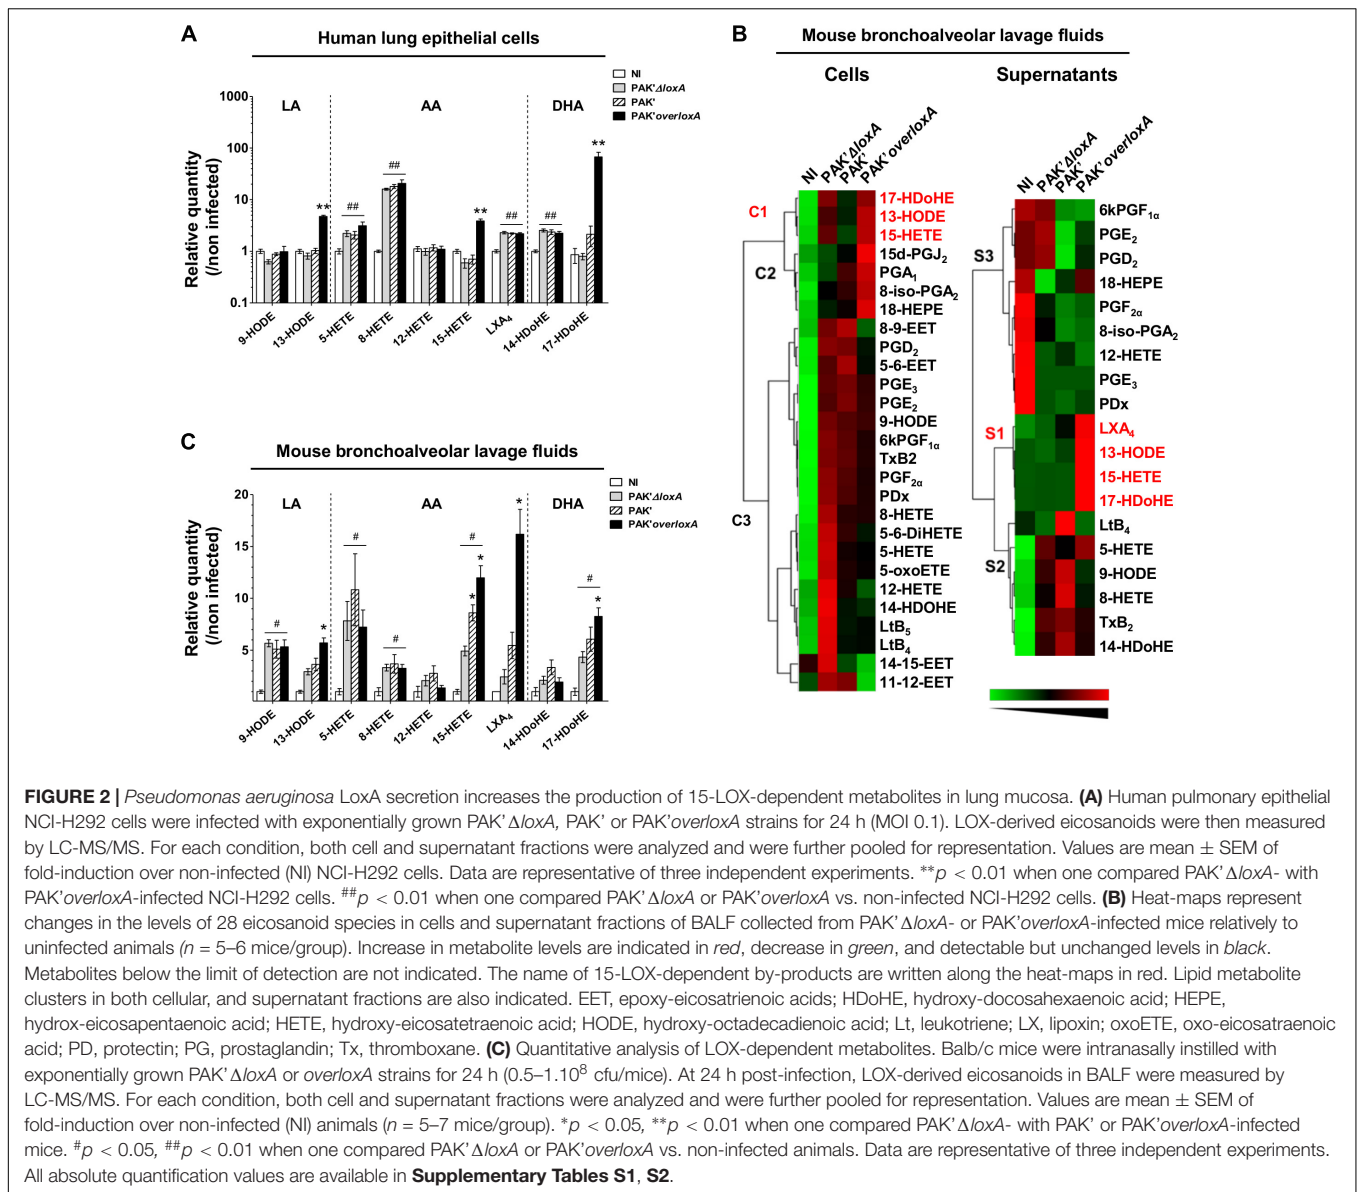 A
Human lung epithelial cells
NI
PAK'ΔloxA
PAK'
PAK'overloxA
LA
AA
DHA
Relative quantity
(/non infected)
1000
100
10
1
0.1
**
##
##
**
##
##
**
9-HODE
13-HODE
5-HETE
8-HETE
12-HETE
15-HETE
LXA4
14-HDoHE
17-HDoHE
B
Mouse bronchoalveolar lavage fluids
Cells
Supernatants
NI
PAK'ΔloxA
PAK'
PAK'overloxA
C1
C2
C3
17-HDoHE
13-HODE
15-HETE
15d-PGJ2
PGA1
8-iso-PGA2
18-HEPE
8-9-EET
PGD2
5-6-EET
PGE3
PGE2
9-HODE
6kPGF1α
TxB2
PGF2α
PDx
8-HETE
5-6-DiHETE
5-HETE
5-oxoETE
12-HETE
14-HDOHE
LtB5
LtB4
14-15-EET
11-12-EET
NI
PAK'ΔloxA
PAK'
PAK'overloxA
S3
S1
S2
6kPGF1α
PGE2
PGD2
18-HEPE
PGF2α
8-iso-PGA2
12-HETE
PGE3
PDx
LXA4
13-HODE
15-HETE
17-HDoHE
LtB4
5-HETE
9-HODE
8-HETE
TxB2
14-HDoHE
C
Mouse bronchoalveolar lavage fluids
NI
PAK'ΔloxA
PAK'
PAK'overloxA
LA
AA
DHA
Relative quantity
(/non infected)
20
15
10
5
#
*
#
#
#
*
*
*
#
*
9-HODE
13-HODE
5-HETE
8-HETE
12-HETE
15-HETE
LXA4
14-HDoHE
17-HDoHE
FIGURE 2 | Pseudomonas aeruginosa LoxA secretion increases the production of 15-LOX-dependent metabolites in lung mucosa. (A) Human pulmonary epithelial
NCI-H292 cells were infected with exponentially grown PAK'ΔloxA, PAK' or PAK'overloxA strains for 24 h (MOI 0.1). LOX-derived eicosanoids were then measured
by LC-MS/MS. For each condition, both cell and supernatant fractions were analyzed and were further pooled for representation. Values are mean ± SEM of
fold-induction over non-infected (NI) NCI-H292 cells. Data are representative of three independent experiments. **p < 0.01 when one compared PAK'ΔloxA- with
PAK'overloxA-infected NCI-H292 cells. ##p < 0.01 when one compared PAK'ΔloxA or PAK'overloxA vs. non-infected NCI-H292 cells. (B) Heat-maps represent
changes in the levels of 28 eicosanoid species in cells and supernatant fractions of BALF collected from PAK'ΔloxA- or PAK'overloxA-infected mice relatively to
uninfected animals (n = 5–6 mice/group). Increase in metabolite levels are indicated in red, decrease in green, and detectable but unchanged levels in black.
Metabolites below the limit of detection are not indicated. The name of 15-LOX-dependent by-products are written along the heat-maps in red. Lipid metabolite
clusters in both cellular, and supernatant fractions are also indicated. EET, epoxy-eicosatrienoic acids; HDoHE, hydroxy-docosahexaenoic acid; HEPE,
hydrox-eicosapentaenoic acid; HETE, hydroxy-eicosatetraenoic acid; HODE, hydroxy-octadecadienoic acid; Lt, leukotriene; LX, lipoxin; oxoETE, oxo-eicosatraenoic
acid; PD, protectin; PG, prostaglandin; Tx, thromboxane. (C) Quantitative analysis of LOX-dependent metabolites. Balb/c mice were intranasally instilled with
exponentially grown PAK'ΔloxA or overloxA strains for 24 h (0.5–1.10⁸ cfu/mice). At 24 h post-infection, LOX-derived eicosanoids in BALF were measured by
LC-MS/MS. For each condition, both cell and supernatant fractions were analyzed and were further pooled for representation. Values are mean ± SEM of
fold-induction over non-infected (NI) animals (n = 5–7 mice/group). *p < 0.05, **p < 0.01 when one compared PAK'ΔloxA- with PAK' or PAK'overloxA-infected
mice. #p < 0.05, ##p < 0.01 when one compared PAK'ΔloxA or PAK'overloxA vs. non-infected animals. Data are representative of three independent experiments.
All absolute quantification values are available in Supplementary Tables S1, S2.